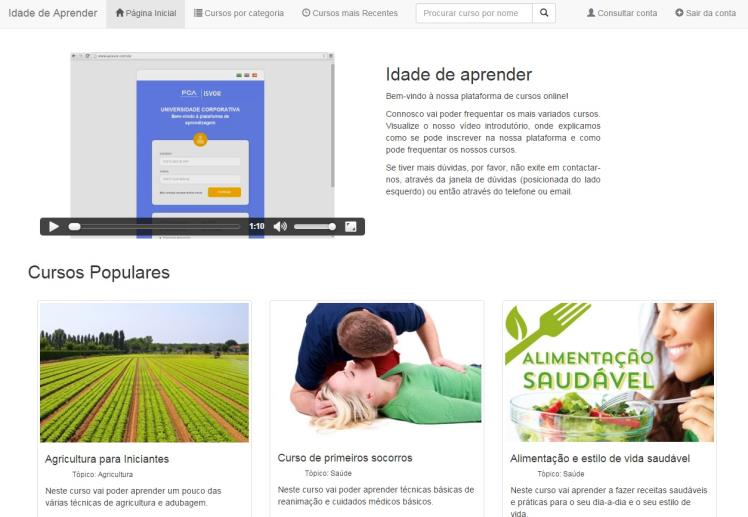 Idade de Aprender Página Inicial Cursos por categoria Cursos mais Recentes Procurar curso por nome Consultar conta Sair da conta
FCA ISVOR
UNIVERSIDADE CORPORATIVA
Bem-vindo à plataforma de
aprendizagem
1:10
Idade de aprender
Bem-vindo à nossa plataforma de cursos online!
Connosco vai poder frequentar os mais variados cursos.
Visualize o nosso vídeo introdutório, onde explicamos
como se pode inscrever na nossa plataforma e como
pode frequentar os nossos cursos.
Se tiver mais dúvidas, por favor, não exite em contactar-
nos, através da janela de dúvidas (posicionada do lado
esquerdo) ou então através do telefone ou email.
Cursos Populares
Agricultura para Iniciantes
Tópico: Agricultura
Neste curso vai poder aprender um pouco das
várias técnicas de agricultura e adubagem.
Curso de primeiros socorros
Tópico: Saúde
Neste curso vai poder aprender técnicas básicas de
reanimação e cuidados médicos básicos.
ALIMENTAÇÃO
SAUDÁVEL
Alimentação e estilo de vida saudável
Tópico: Saúde
Neste curso vai aprender a fazer receitas saudáveis
e práticas para o seu dia-a-dia e o seu estilo de
vida.